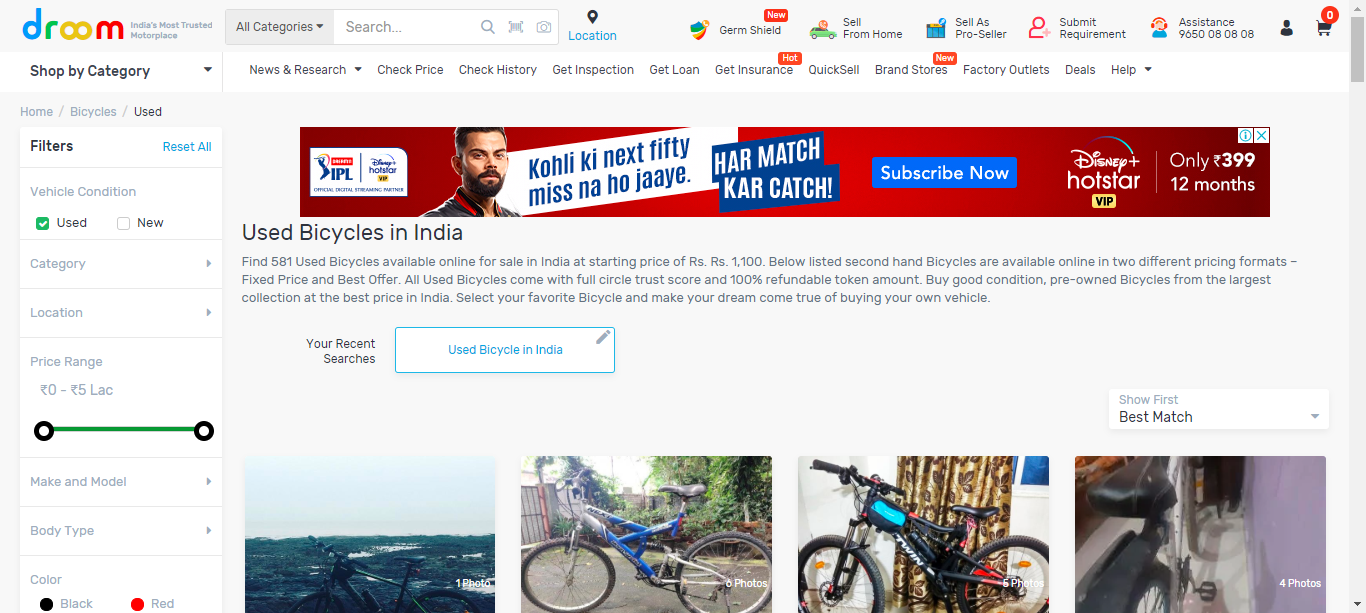 droom India's Most Trusted
Motorplace
All Categories
Search...
Location
New
Germ Shield
Sell
From Home
Sell As
Pro-Seller
Submit
Requirement
Assistance
9650 08 08 08
0
Shop by Category
News & Research
Check Price
Check History
Get Inspection
Get Loan
Get Insurance
Hot
QuickSell
Brand Stores
New
Factory Outlets
Deals
Help
Home / Bicycles / Used
Filters
Reset All
Vehicle Condition
Used
New
Category
Location
Price Range
₹0 - ₹5 Lac
Make and Model
Body Type
Color
Black
Red
IPL
Disney+
hotstar
VIP
OFFICIAL DIGITAL STREAMING PARTNER
Kohli ki next fifty
miss na ho jaaye.
HAR MATCH
KAR CATCH!
Subscribe Now
Disney+
hotstar
VIP
Only ₹399
12 months
Used Bicycles in India
Find 581 Used Bicycles available online for sale in India at starting price of Rs. Rs. 1,100. Below listed second hand Bicycles are available online in two different pricing formats –
Fixed Price and Best Offer. All Used Bicycles come with full circle trust score and 100% refundable token amount. Buy good condition, pre-owned Bicycles from the largest
collection at the best price in India. Select your favorite Bicycle and make your dream come true of buying your own vehicle.
Your Recent
Searches
Used Bicycle in India
Show First
Best Match
1 Photo
6 Photos
TWIN
5 Photos
4 Photos